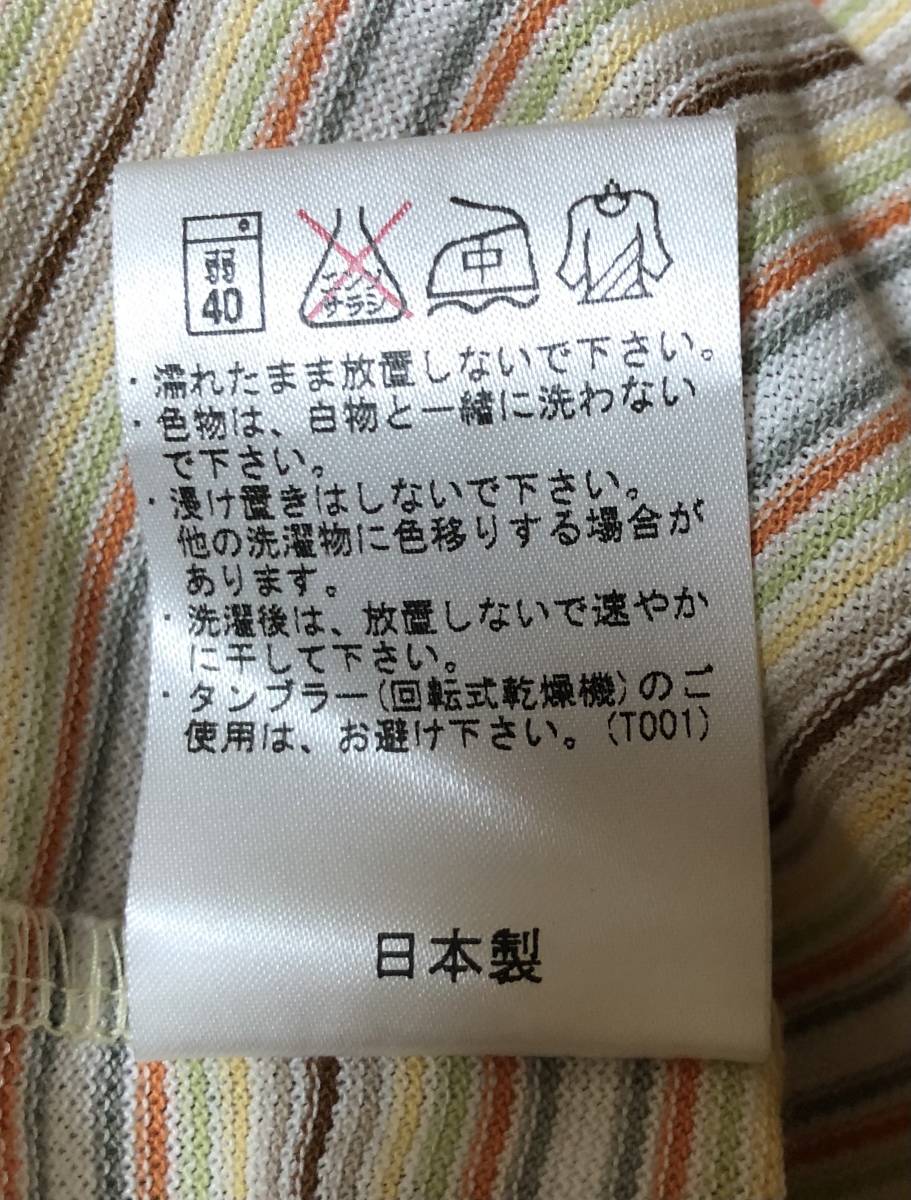 弱
40
エンソ
サラシ
中
・濡れたまま放置しないで下さい。
・色物は、白物と一緒に洗わない
で下さい。
・浸け置きはしないで下さい。
他の洗濯物に色移りする場合が
あります。
・洗濯後は、放置しないで速やか
に干して下さい。
・タンブラー(回転式乾燥機)のご
使用は、お避け下さい。(T001)
日本製